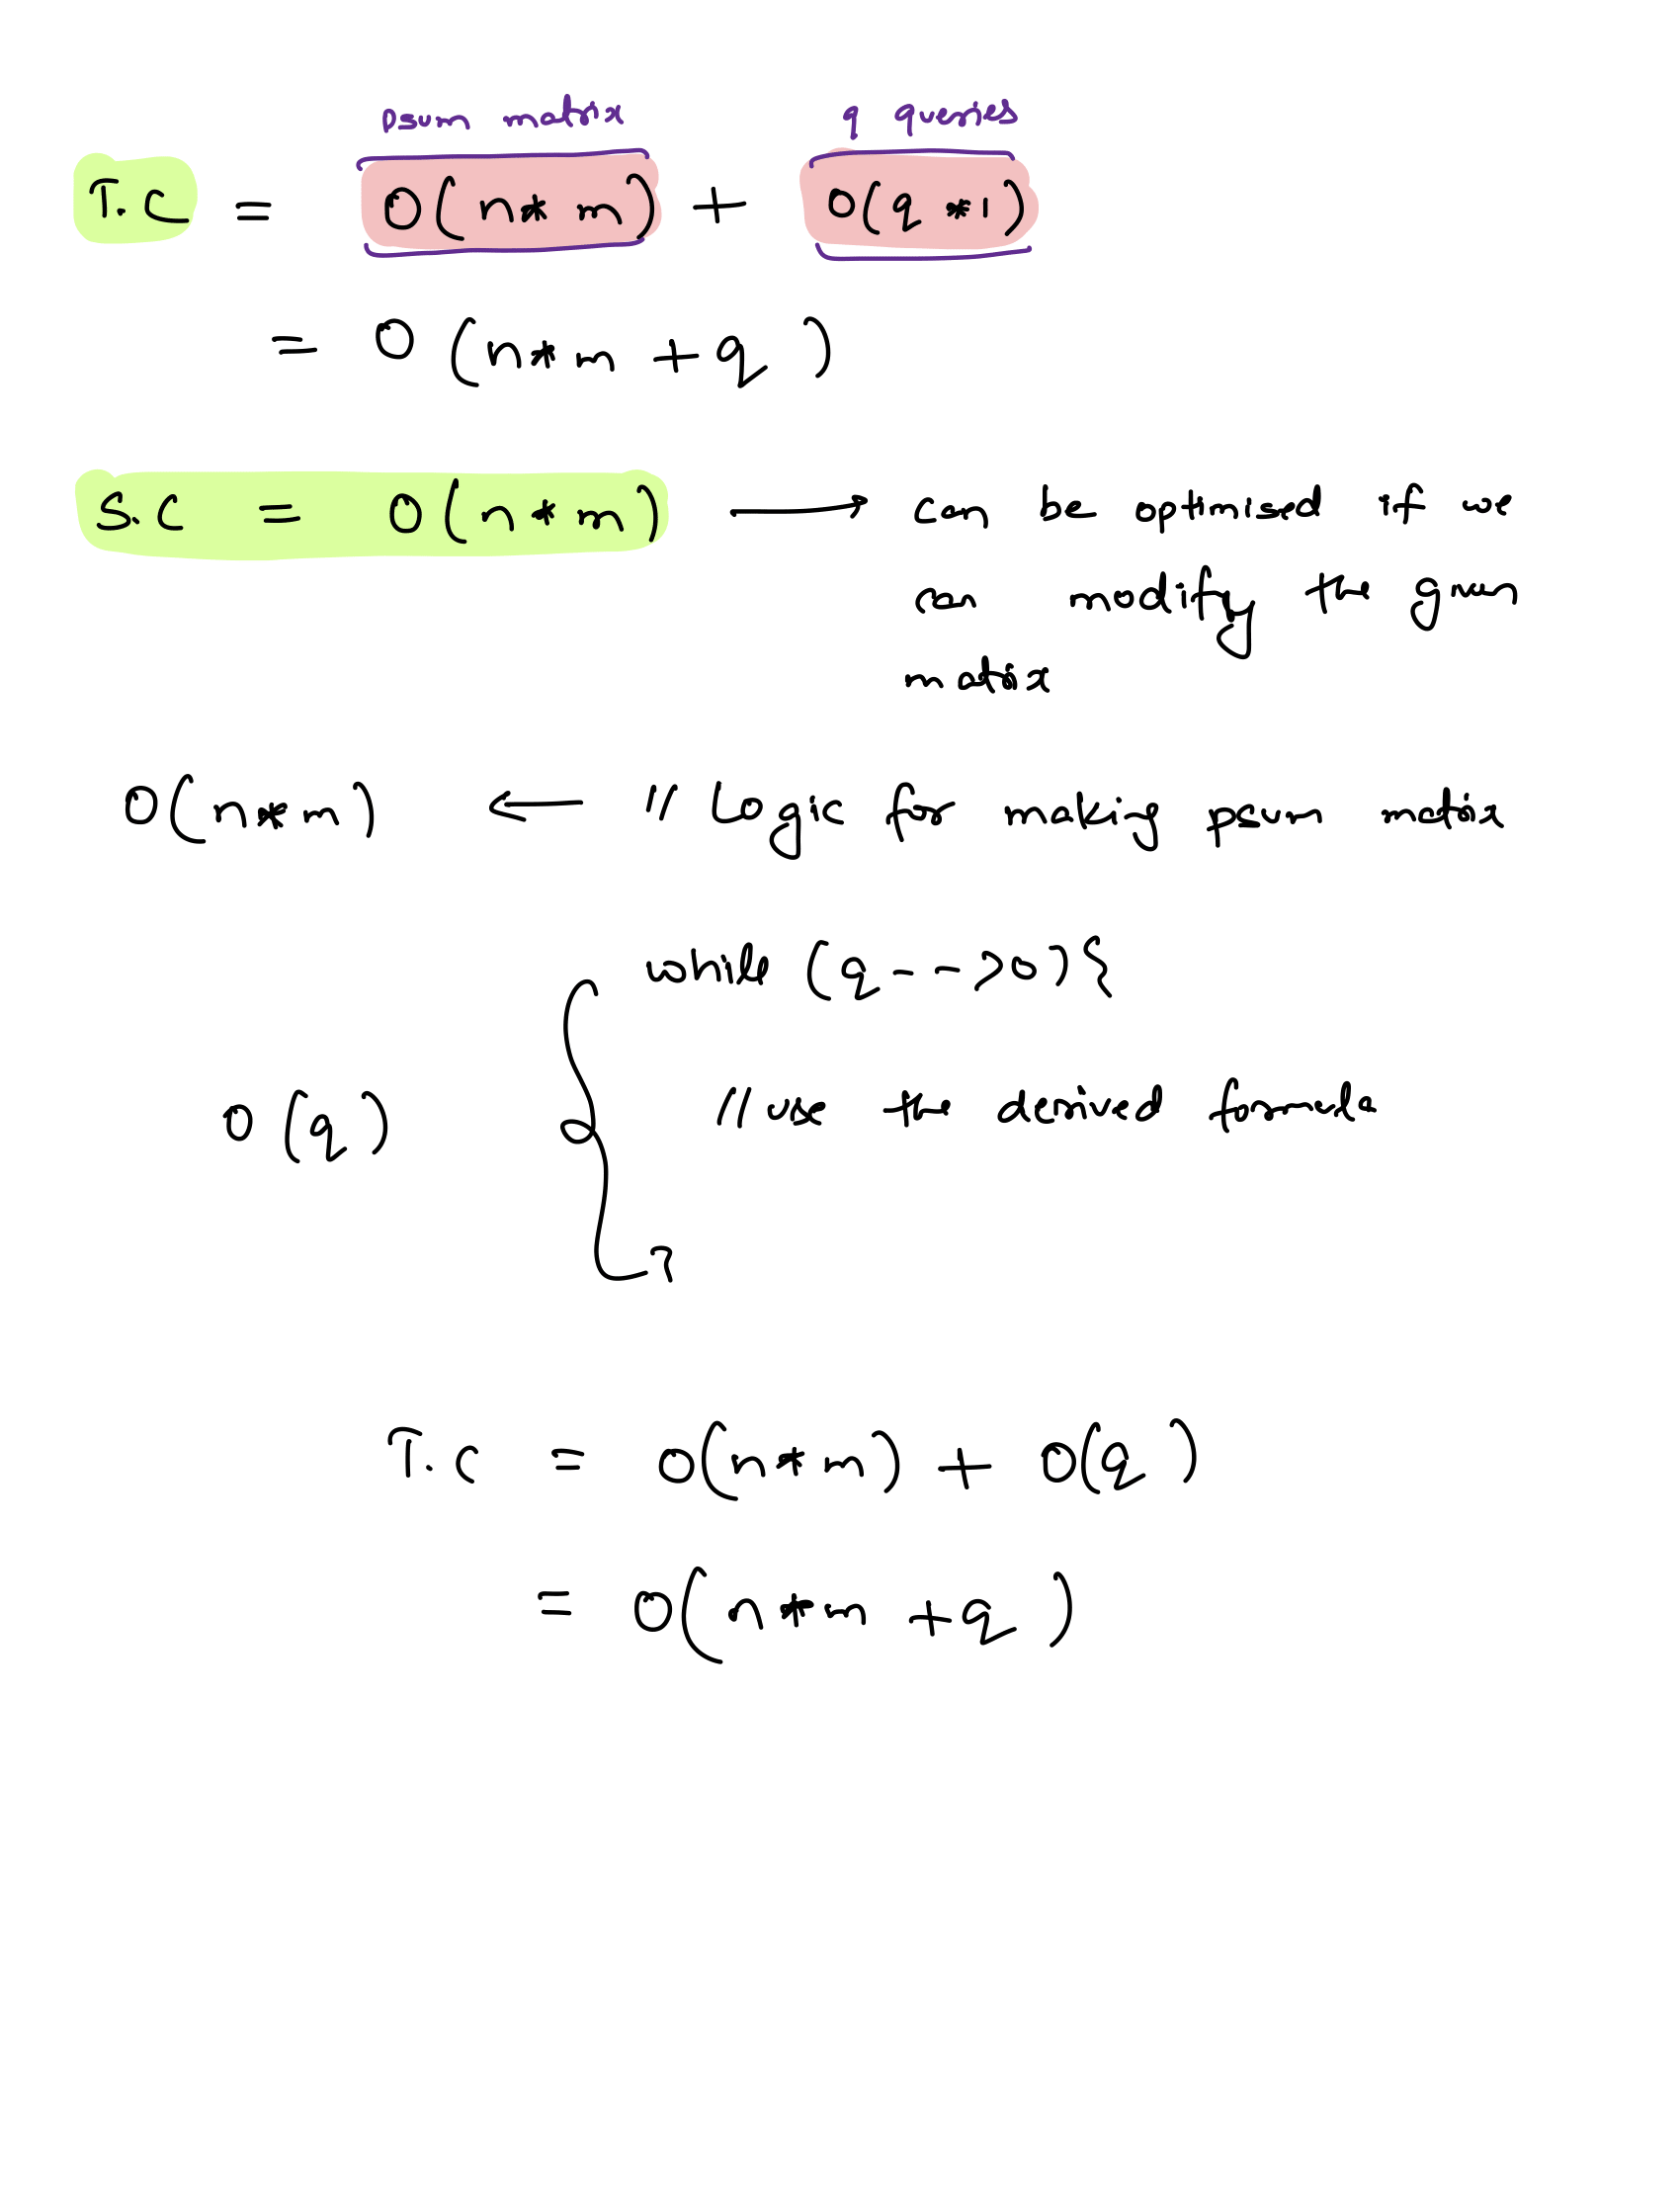 psum matrix q queries
T.C = O(n * m) + O(q * 1)
= O(n*m + q)
S.C = O(n * m) → can be optimised if we
can modify the given
matrix
O(n*m) ← // Logic for making psum matrix
while (q-->0){
O(q) // use the derived formula
}
T.C = O(n*m) + O(q)
= O(n*m + q)